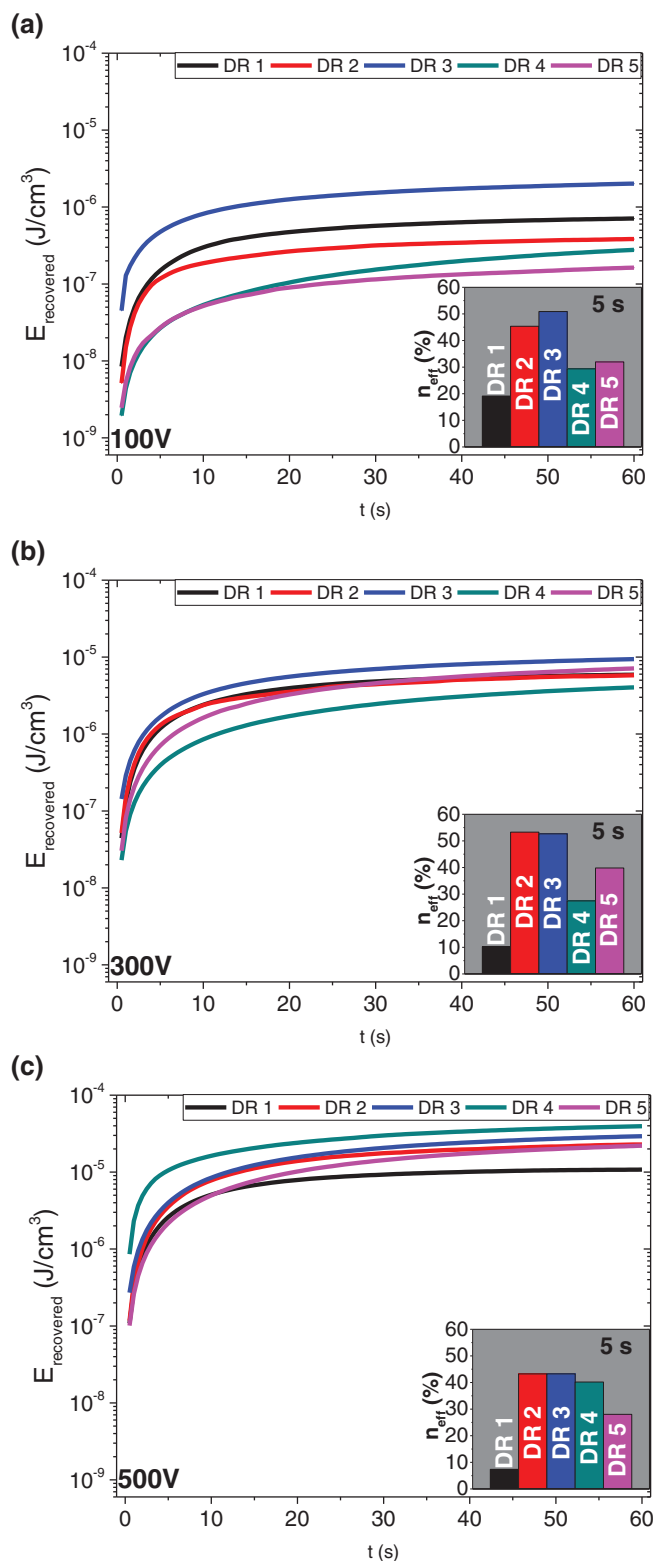 (a)
10⁻⁴
DR 1 DR 2 DR 3 DR 4 DR 5
10⁻⁵
10⁻⁶
10⁻⁷
10⁻⁸
10⁻⁹
E_recovered (J/cm³)
100V
0 10 20 30 40 50 60
t (s)
60
50
40
30
20
10
0
n_eff (%)
5 s
DR 1
DR 2
DR 3
DR 4
DR 5
(b)
10⁻⁴
DR 1 DR 2 DR 3 DR 4 DR 5
10⁻⁵
10⁻⁶
10⁻⁷
10⁻⁸
10⁻⁹
E_recovered (J/cm³)
300V
0 10 20 30 40 50 60
t (s)
60
50
40
30
20
10
0
n_eff (%)
5 s
DR 1
DR 2
DR 3
DR 4
DR 5
(c)
10⁻⁴
DR 1 DR 2 DR 3 DR 4 DR 5
10⁻⁵
10⁻⁶
10⁻⁷
10⁻⁸
10⁻⁹
E_recovered (J/cm³)
500V
0 10 20 30 40 50 60
t (s)
60
50
40
30
20
10
0
n_eff (%)
5 s
DR 1
DR 2
DR 3
DR 4
DR 5